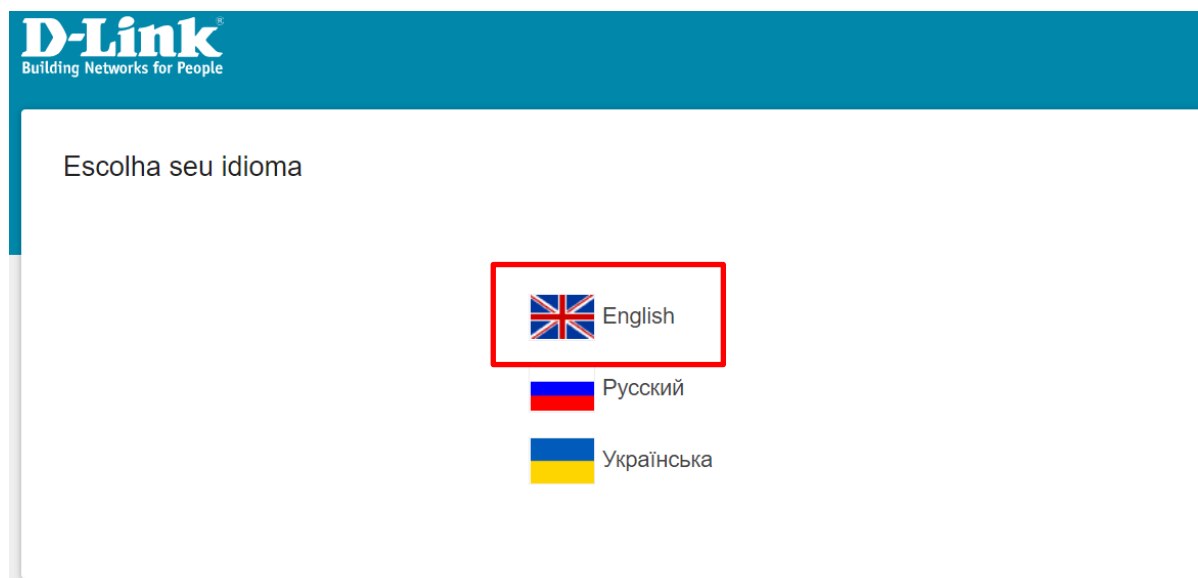 D-Link®
Building Networks for People
Escolha seu idioma
English
Русский
Українська